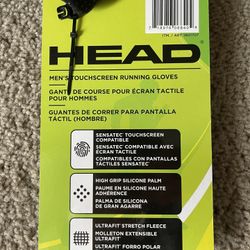 HEAD
MEN'S TOUCHSCREEN RUNNING GLOVES
GANTS DE COURSE POUR ÉCRAN TACTILE
POUR HOMMES
GUANTES DE CORRER PARA PANTALLA
TÁCTIL (HOMBRE)
SENSATEC TOUCHSCREEN
COMPATIBLE
SENSATEC COMPATIBLE AVEC
ÉCRAN TACTILE
COMPATIBLES CON PANTALLAS
TÁCTILES SENSATEC
HIGH GRIP SILICONE PALM
PAUME EN SILICONE HAUTE
ADHÉRENCE
PALMA DE SILICONA
DE GRAN AGARRE
ULTRAFIT STRETCH FLEECE
MOLLETON EXTENSIBLE
ULTRAFIT
ULTRAFIT FORRO POLAR